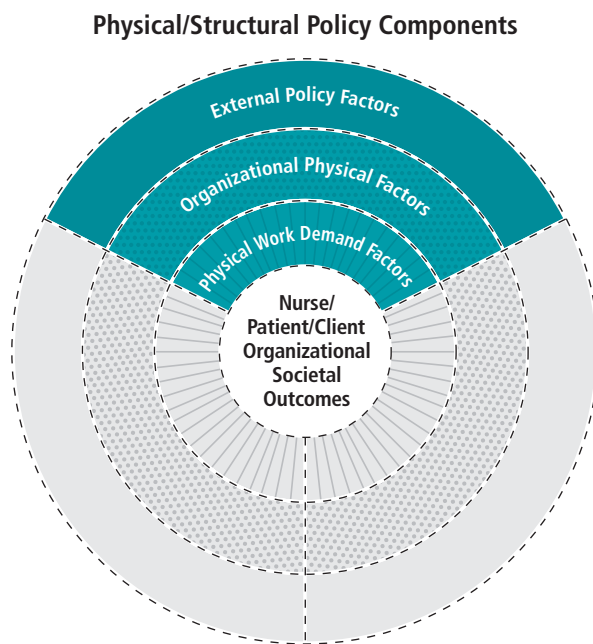 Physical/Structural Policy Components
External Policy Factors
Organizational Physical Factors
Physical Work Demand Factors
Nurse/
Patient/Client
Organizational
Societal
Outcomes